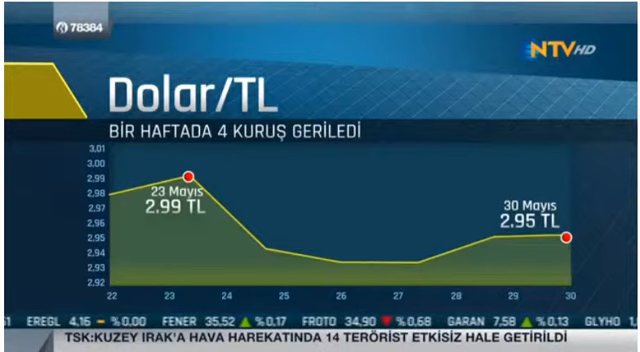 78384
NTV HD
Dolar/TL
BİR HAFTADA 4 KURUŞ GERİLEDİ
3,01
3,00
2,99
2,98
2,97
2,96
2,95
2,94
2,93
2,92
23 Mayıs
2.99 TL
30 Mayıs
2.95 TL
22 23 24 25 26 27 28 29 30
61 EREGL 4,15 %0,00 FENER 35,52 %0,17 FROTO 34,90 %0,68 GARAN 7,58 %0,13 GLYHO
TSK:KUZEY IRAK'A HAVA HAREKATINDA 14 TERÖRİST ETKİSİZ HALE GETİRİLDİ